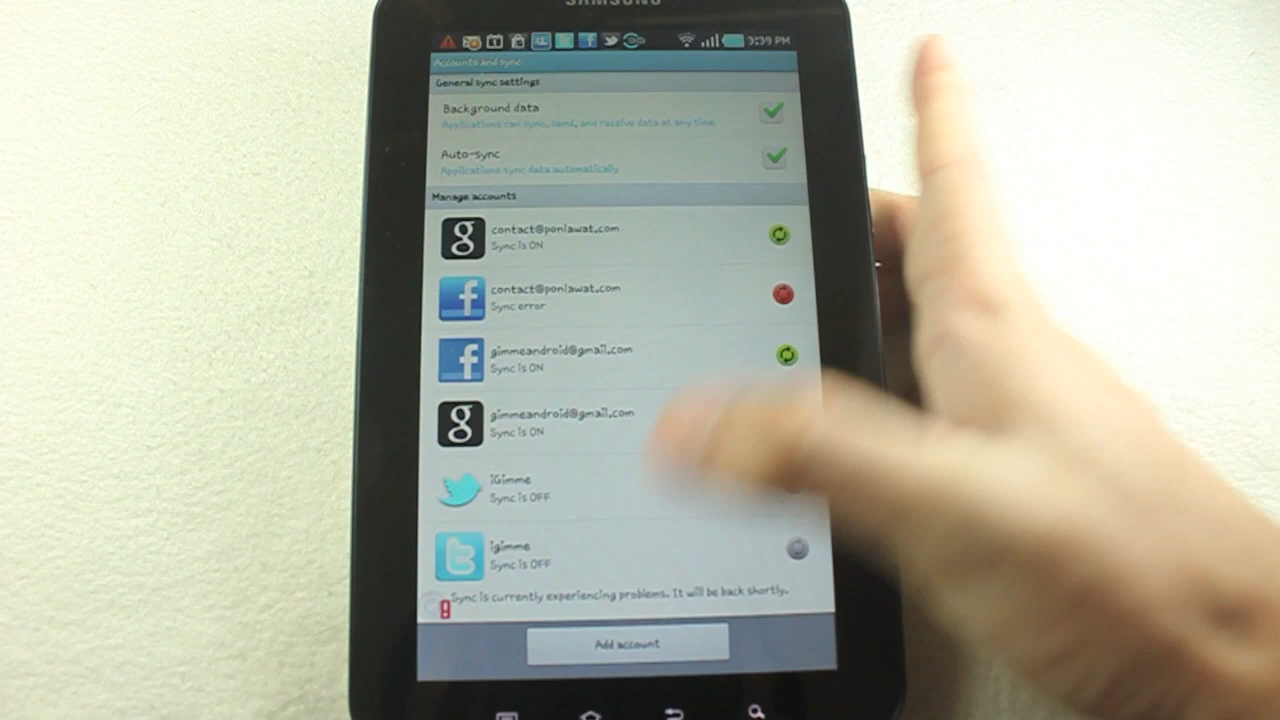 SAMSUNG
3:39 PM
Accounts and sync
General sync settings
Background data
Applications can sync, send, and receive data at any time
Auto-sync
Applications sync data automatically
Manage accounts
contact@ponlawat.com
Sync is ON
contact@ponlawat.com
Sync error
gimmeandroid@gmail.com
Sync is ON
gimmeandroid@gmail.com
Sync is ON
iGimme
Sync is OFF
igimme
Sync is OFF
Sync is currently experiencing problems. It will be back shortly.
Add account